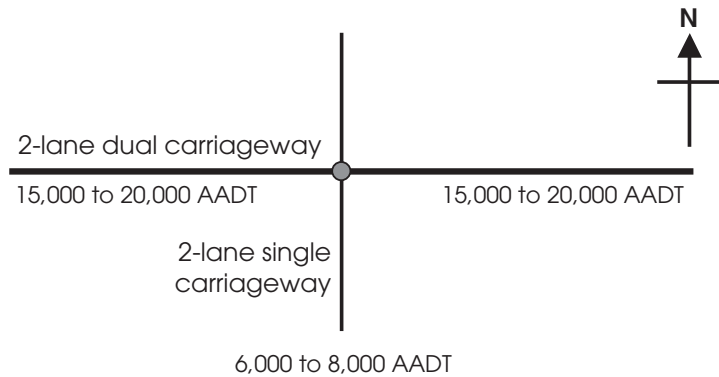 N
2-lane dual carriageway
15,000 to 20,000 AADT
15,000 to 20,000 AADT
2-lane single
carriageway
6,000 to 8,000 AADT